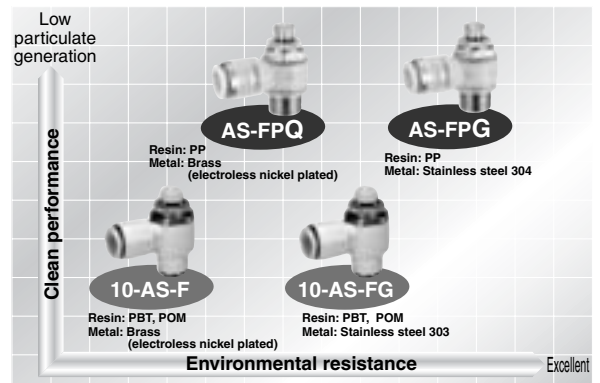 Low
particulate
generation
Clean performance
AS-FPQ
Resin: PP
Metal: Brass
(electroless nickel plated)
AS-FPG
Resin: PP
Metal: Stainless steel 304
10-AS-F
Resin: PBT, POM
Metal: Brass
(electroless nickel plated)
10-AS-FG
Resin: PBT, POM
Metal: Stainless steel 303
Environmental resistance
Excellent